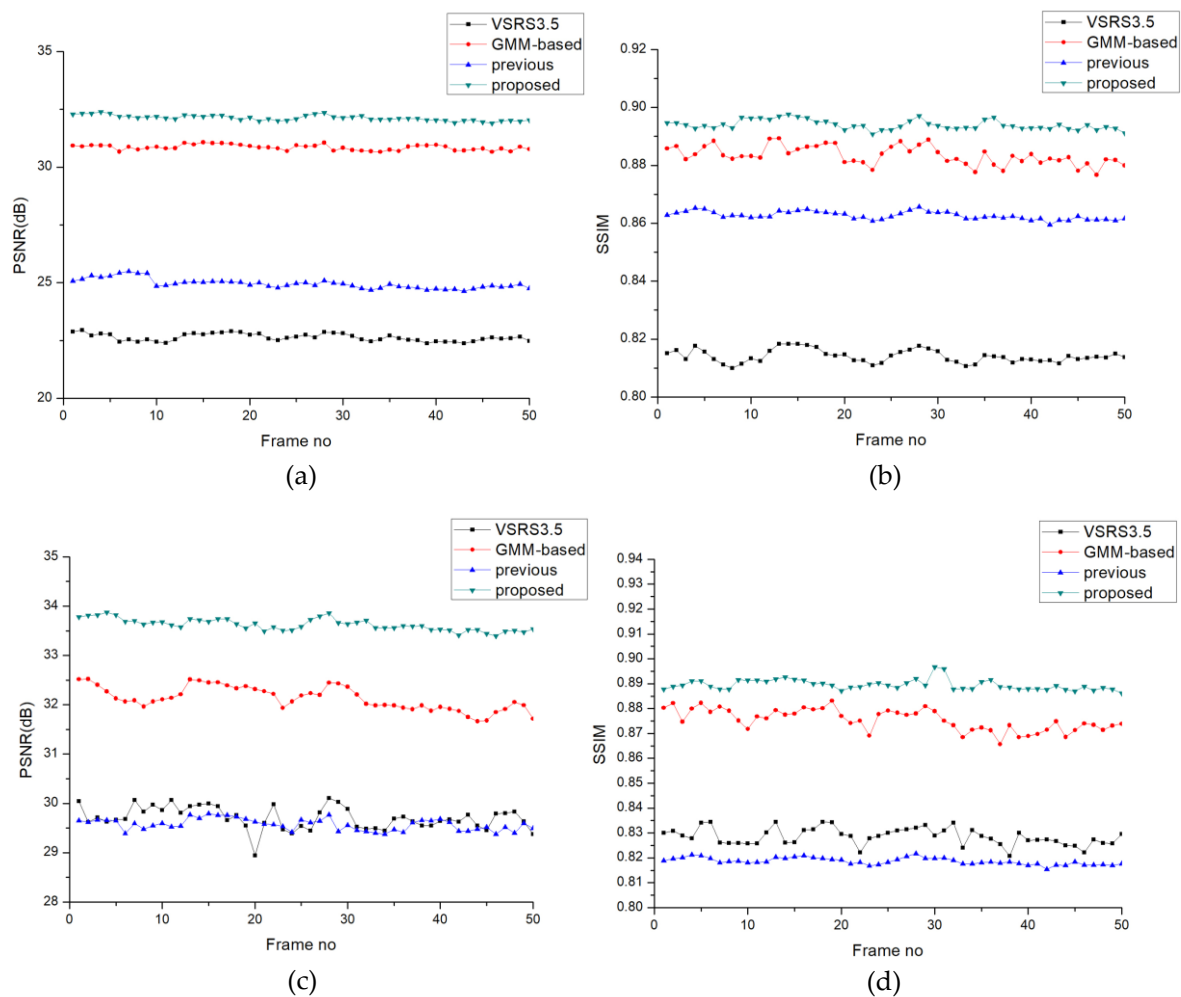 VSRS3.5
GMM-based
previous
proposed
35
30
25
20
PSNR(dB)
0 10 20 30 40 50
Frame no
(a)
VSRS3.5
GMM-based
previous
proposed
0.92
0.90
0.88
0.86
0.84
0.82
0.80
SSIM
0 10 20 30 40 50
Frame no
(b)
VSRS3.5
GMM-based
previous
proposed
35
34
33
32
31
30
29
28
PSNR(dB)
0 10 20 30 40 50
Frame no
(c)
VSRS3.5
GMM-based
previous
proposed
0.94
0.93
0.92
0.91
0.90
0.89
0.88
0.87
0.86
0.85
0.84
0.83
0.82
0.81
0.80
SSIM
0 10 20 30 40 50
Frame no
(d)